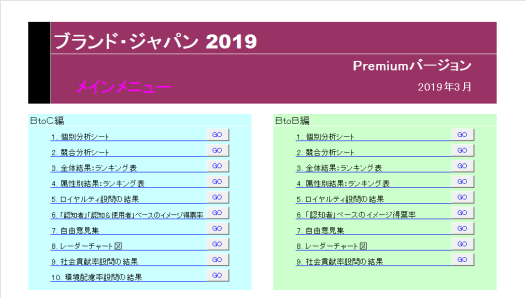 ブランド・ジャパン 2019
Premiumバージョン
メインメニュー
2019年3月
BtoC編
1. 個別分析シート GO
2. 競合分析シート GO
3. 全体結果：ランキング表 GO
4. 属性別結果：ランキング表 GO
5. ロイヤルティ設問の結果 GO
6.「認知者」「認知＆使用者」ベースのイメージ得票率 GO
7. 自由意見集 GO
8. レーダーチャート図 GO
9. 社会貢献率設問の結果 GO
10. 環境配慮率設問の結果 GO
BtoB編
1. 個別分析シート GO
2. 競合分析シート GO
3. 全体結果：ランキング表 GO
4. 属性別結果：ランキング表 GO
5. ロイヤルティ設問の結果 GO
6.「認知者」ベースのイメージ得票率 GO
7. 自由意見集 GO
8. レーダーチャート図 GO
9. 社会貢献率設問の結果 GO